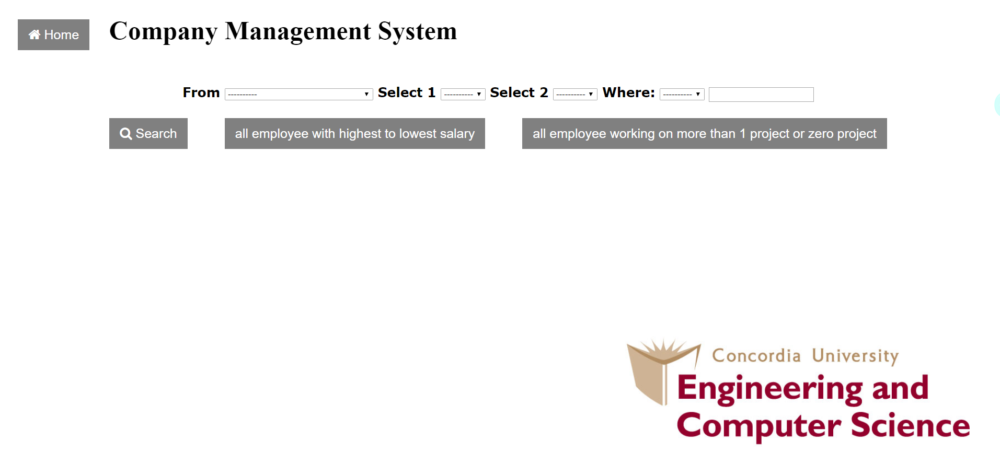 Home
Company Management System
From ---------- Select 1 ---------- Select 2 ---------- Where: ----------
Search
all employee with highest to lowest salary
all employee working on more than 1 project or zero project
Concordia University
Engineering and
Computer Science